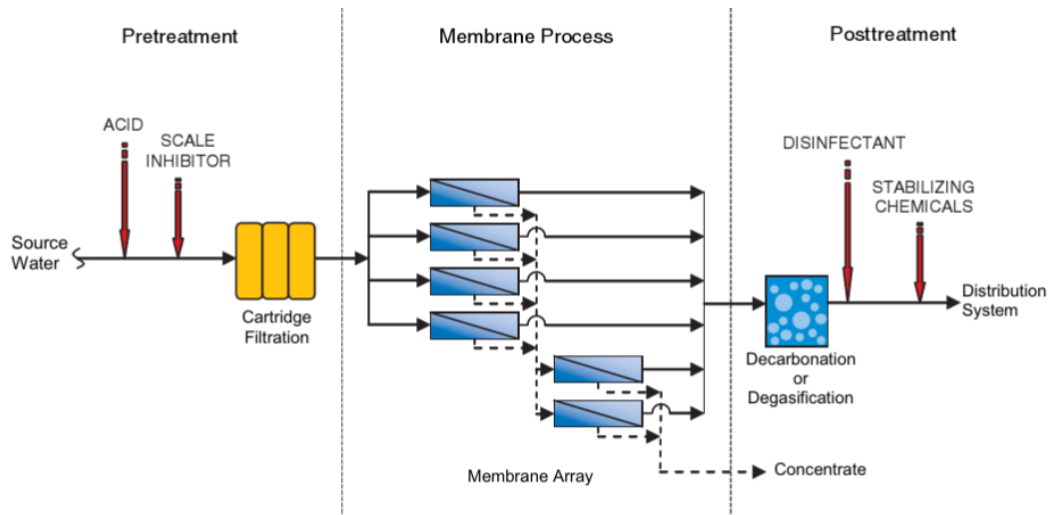 Pretreatment
Membrane Process
Posttreatment
ACID
SCALE
INHIBITOR
DISINFECTANT
STABILIZING
CHEMICALS
Source
Water
Cartridge
Filtration
Distribution
System
Decarbonation
or
Degasification
Membrane Array
Concentrate